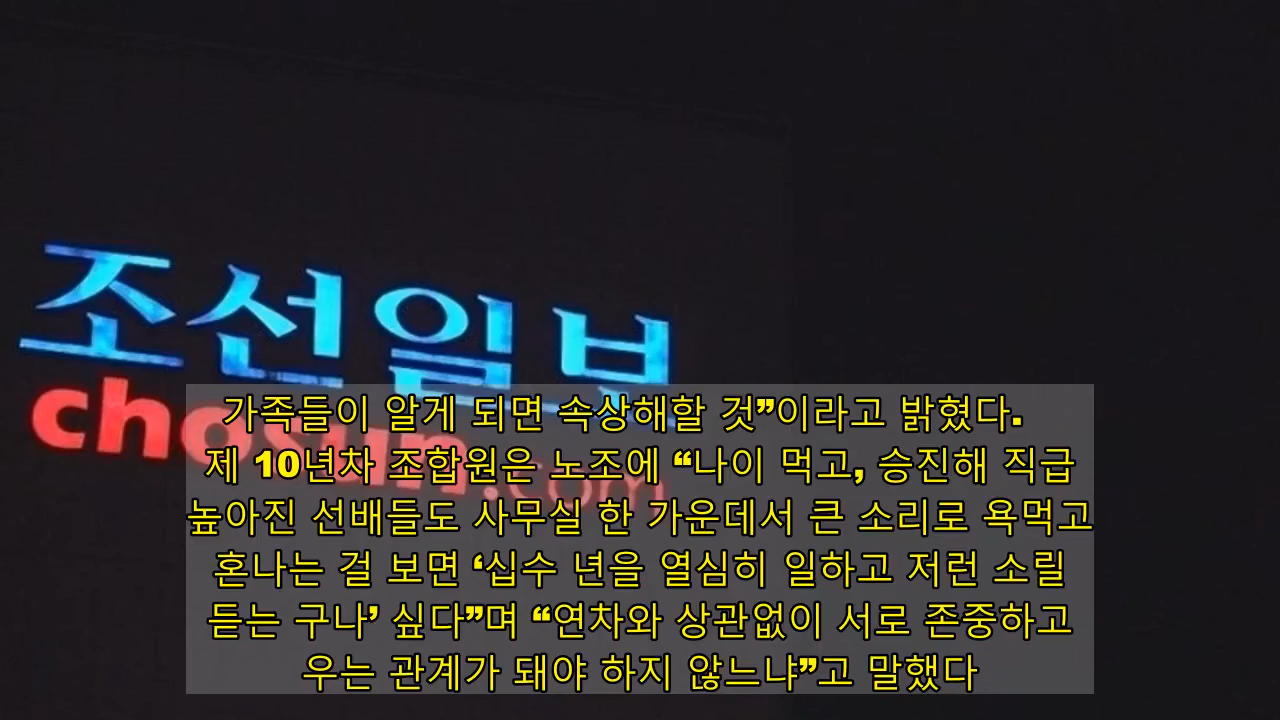 조선일보
chosun.com
가족들이 알게 되면 속상해할 것”이라고 밝혔다.
제 10년차 조합원은 노조에 “나이 먹고, 승진해 직급
높아진 선배들도 사무실 한 가운데서 큰 소리로 욕먹고
혼나는 걸 보면 ‘십수 년을 열심히 일하고 저런 소릴
듣는 구나’ 싶다”며 “연차와 상관없이 서로 존중하고
우는 관계가 돼야 하지 않느냐”고 말했다